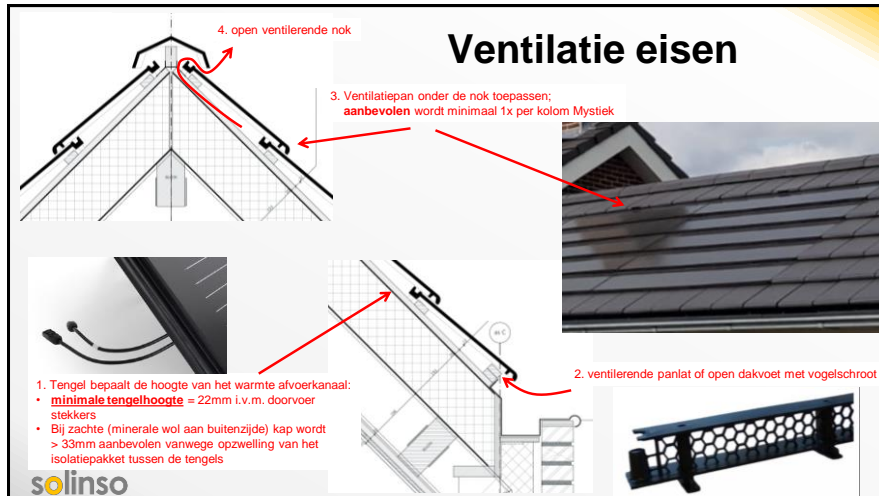 Ventilatie eisen
4. open ventilerende nok
3. Ventilatiepan onder de nok toepassen;
aanbevolen wordt minimaal 1x per kolom Mystiek
1. Tengel bepaalt de hoogte van het warmte afvoerkanaal:
• minimale tengelhoogte = 22mm i.v.m. doorvoer
stekkers
• Bij zachte (minerale wol aan buitenzijde) kap wordt
> 33mm aanbevolen vanwege opzwelling van het
isolatiepakket tussen de tengels
2. ventilerende panlat of open dakvoet met vogelschroot
solinso